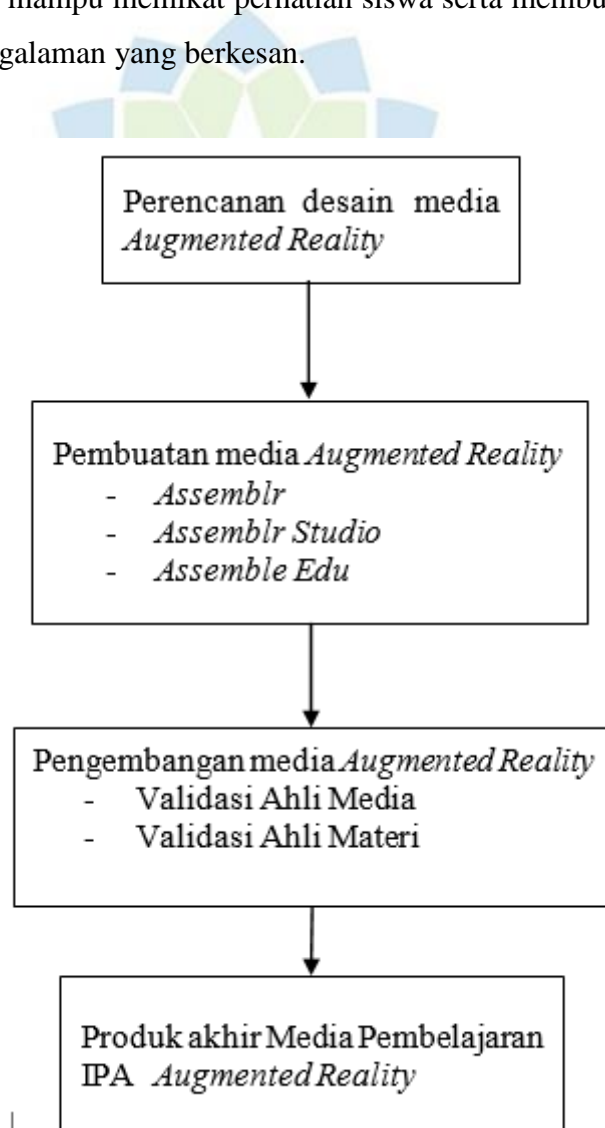 mampu memikat perhatian siswa serta membu
galaman yang berkesan.
Perencanan desain media
Augmented Reality
Pembuatan media Augmented Reality
- Assemblr
- Assemblr Studio
- Assemble Edu
Pengembangan media Augmented Reality
- Validasi Ahli Media
- Validasi Ahli Materi
Produk akhir Media Pembelajaran
IPA Augmented Reality